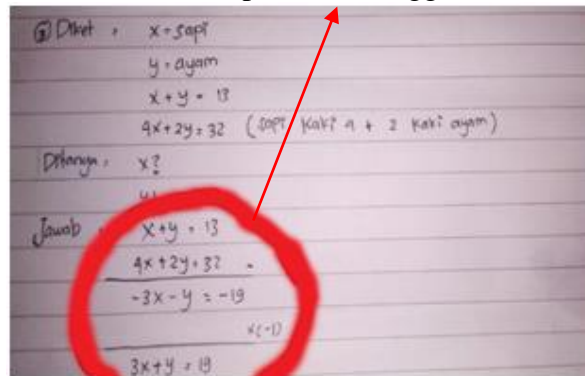 ② Diket : x = sapi
y = ayam
x + y = 13
4x + 2y = 32 (sapi kaki 4 + 2 kaki ayam)
Ditanya : x?
Jawab : x + y = 13
4x + 2y = 32 -
-3x - y = -19
x(-1)
3x + y = 19